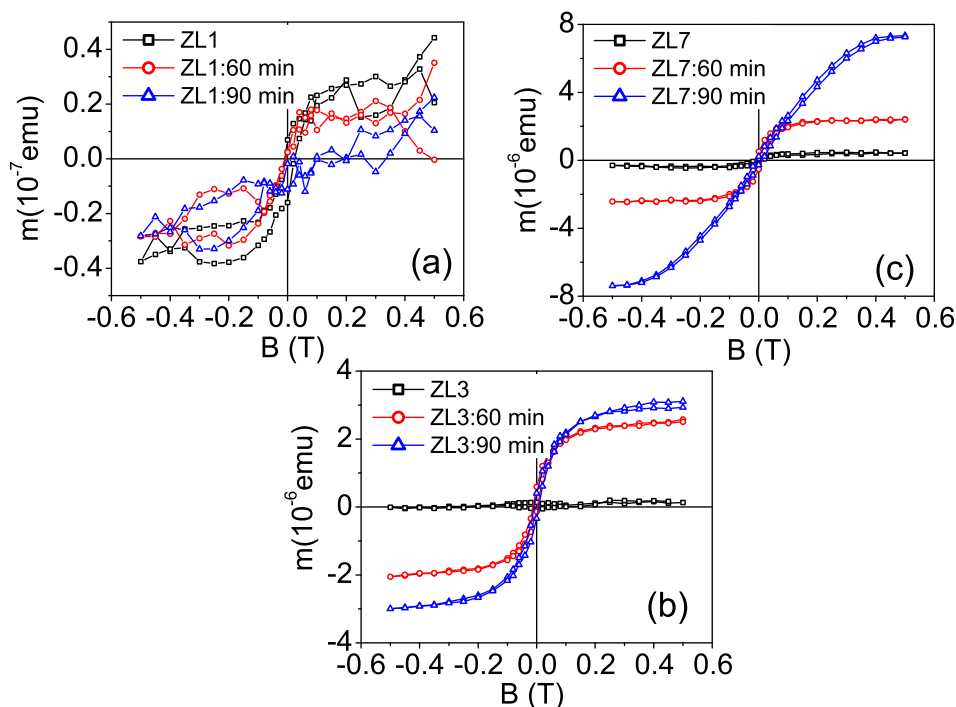 ZL1
ZL1:60 min
ZL1:90 min
0.4
0.2
0.0
-0.2
-0.4
m(10⁻⁷emu)
(a)
-0.6 -0.4 -0.2 0.0 0.2 0.4 0.6
B (T)
ZL7
ZL7:60 min
ZL7:90 min
8
4
0
-4
-8
m(10⁻⁶emu)
(c)
-0.6 -0.4 -0.2 0.0 0.2 0.4 0.6
B (T)
ZL3
ZL3:60 min
ZL3:90 min
4
2
0
-2
-4
m(10⁻⁶emu)
(b)
-0.6 -0.4 -0.2 0.0 0.2 0.4 0.6
B (T)